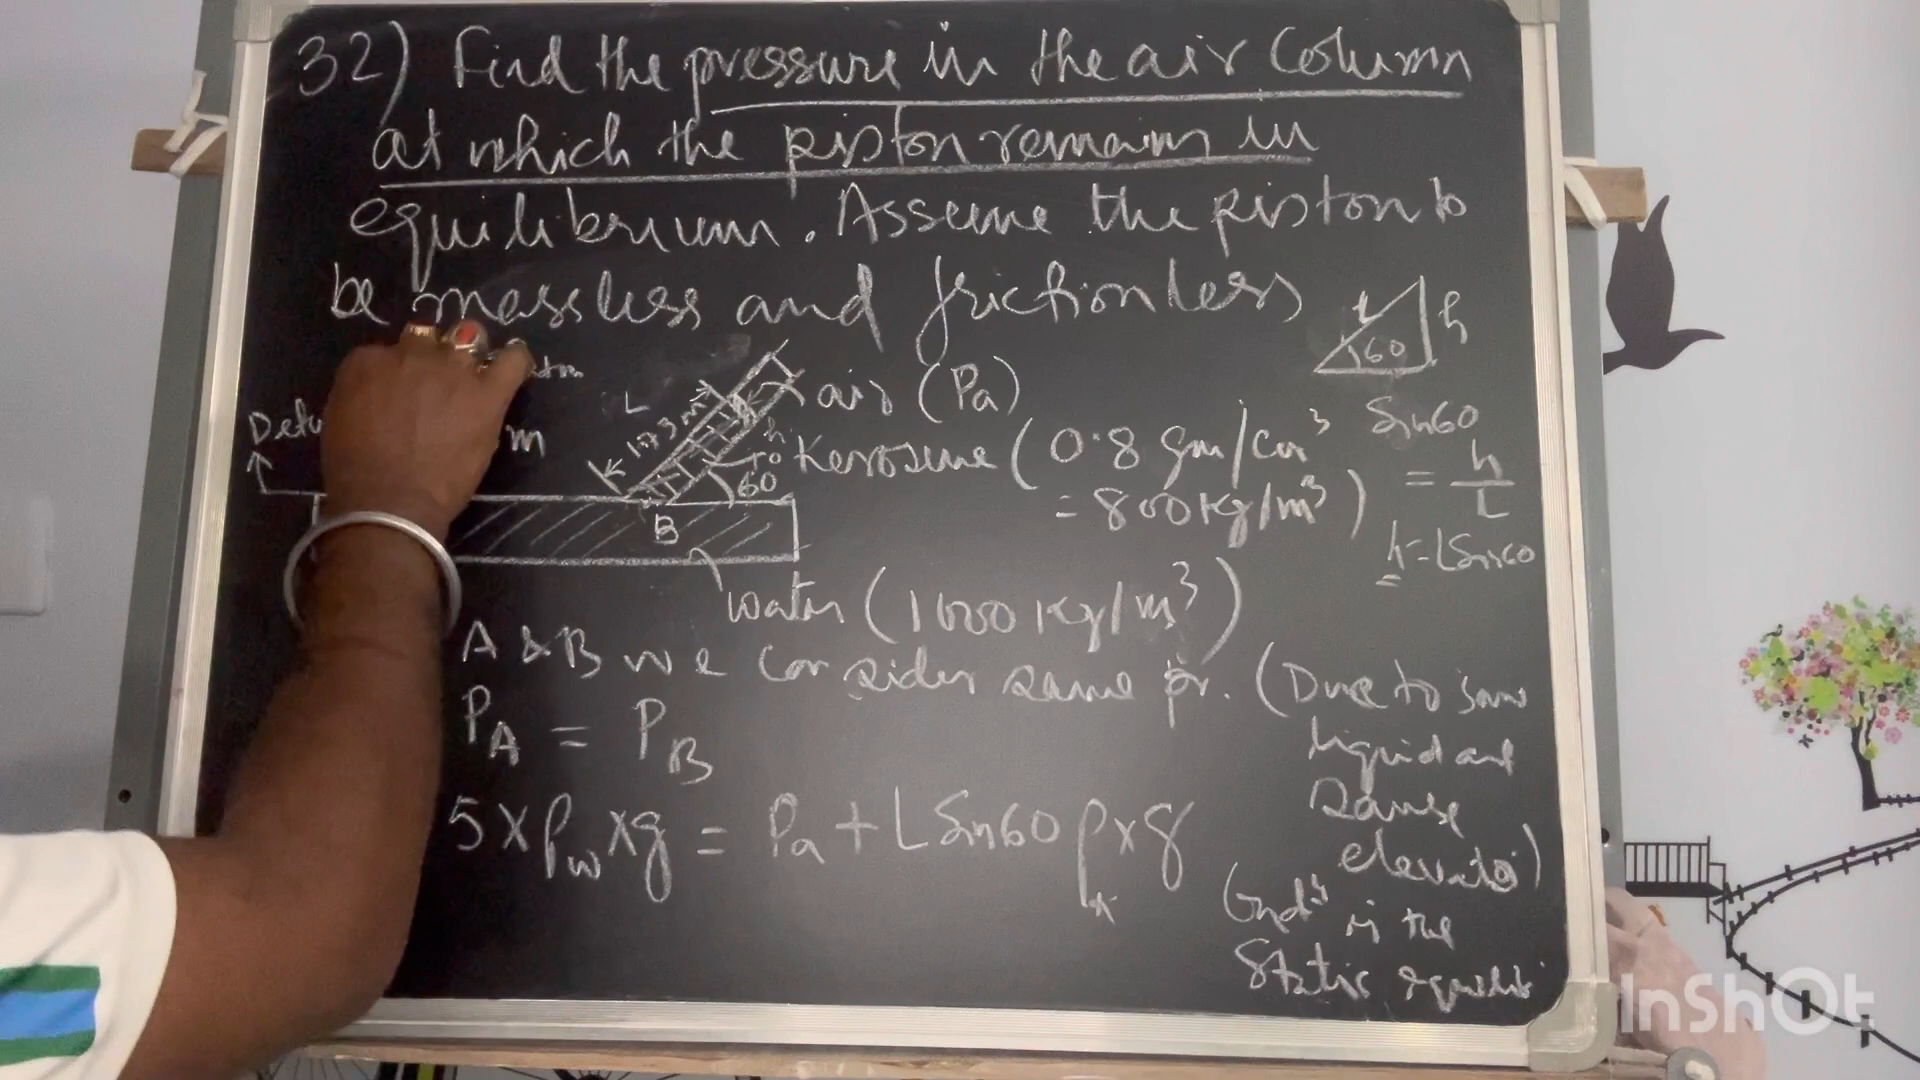 32) Find the pressure in the air column
at which the piston remains in
equilibrium. Assume the piston to
be massless and frictionless
L
h
60
air (Pa)
L
1.73 m
h
m
Kerosine (0.8 gm/cm³
= 800 kg/m³)
60
B
Sin60
= h/L
h = LSin60
water (1000 kg/m³)
A & B we consider same pr. (Due to same
liquid and
same
elevation)
PA = PB
5 × ρw × g = Pa + L Sin60 ρk × g
is the
static
InShOt